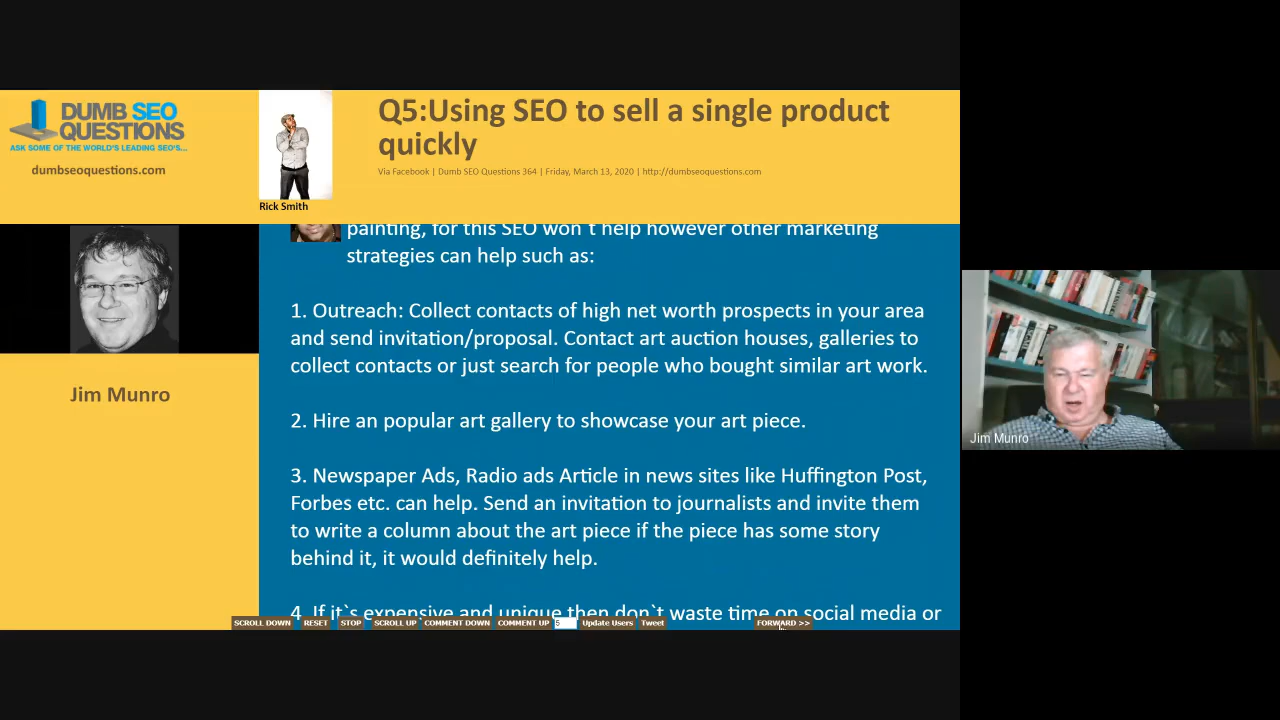 DUMB SEO
QUESTIONS
ASK SOME OF THE WORLD'S LEADING SEO'S...
dumbseoquestions.com
Rick Smith
Q5:Using SEO to sell a single product
quickly
Via Facebook | Dumb SEO Questions 364 | Friday, March 13, 2020 | http://dumbseoquestions.com
Jim Munro
painting, for this SEO won`t help however other marketing
strategies can help such as:
1. Outreach: Collect contacts of high net worth prospects in your area
and send invitation/proposal. Contact art auction houses, galleries to
collect contacts or just search for people who bought similar art work.
2. Hire an popular art gallery to showcase your art piece.
3. Newspaper Ads, Radio ads Article in news sites like Huffington Post,
Forbes etc. can help. Send an invitation to journalists and invite them
to write a column about the art piece if the piece has some story
behind it, it would definitely help.
4. If it`s expensive and unique then don`t waste time on social media or
SCROLL DOWN RESET STOP SCROLL UP COMMENT DOWN COMMENT UP 5 Update Users Tweet FORWARD >>
Jim Munro